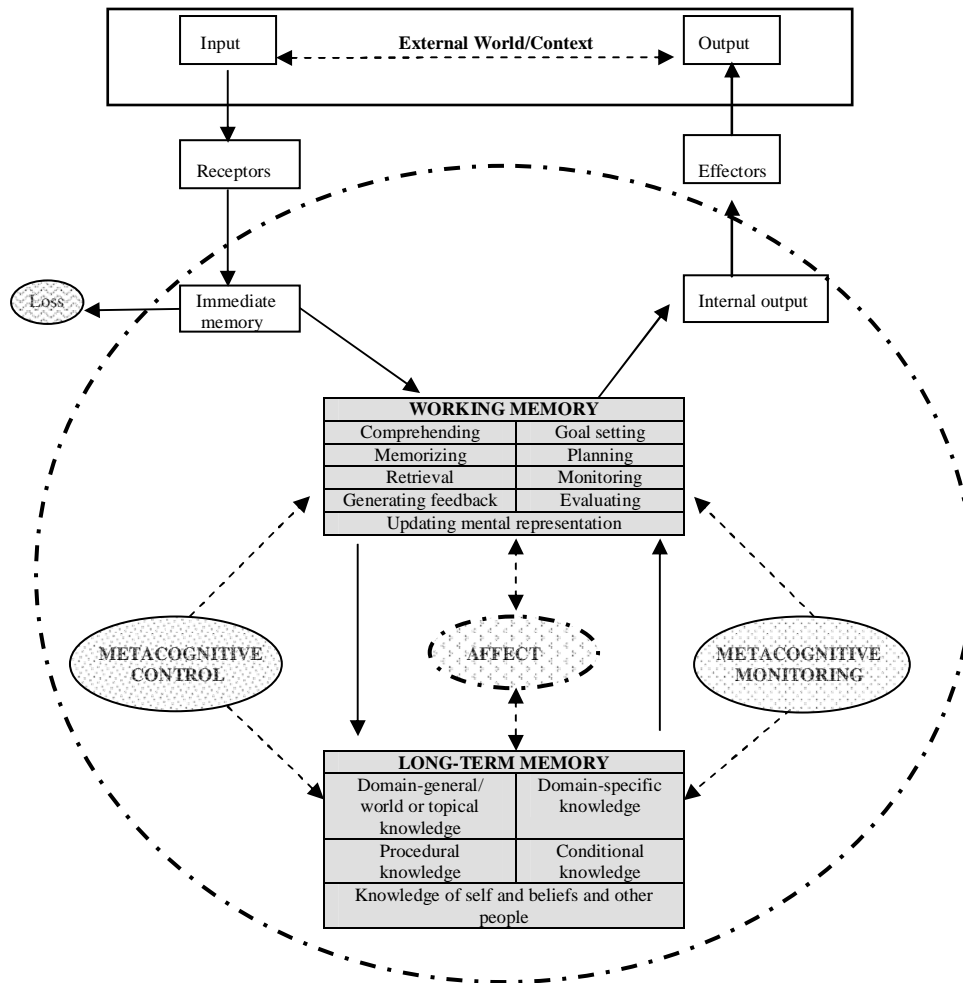 Input
External World/Context
Output
Receptors
Effectors
Loss
Immediate
memory
Internal output
WORKING MEMORY
Comprehending
Goal setting
Memorizing
Planning
Retrieval
Monitoring
Generating feedback
Evaluating
Updating mental representation
METACOGNITIVE
CONTROL
AFFECT
METACOGNITIVE
MONITORING
LONG-TERM MEMORY
Domain-general/
world or topical
knowledge
Domain-specific
knowledge
Procedural
knowledge
Conditional
knowledge
Knowledge of self and beliefs and other
people